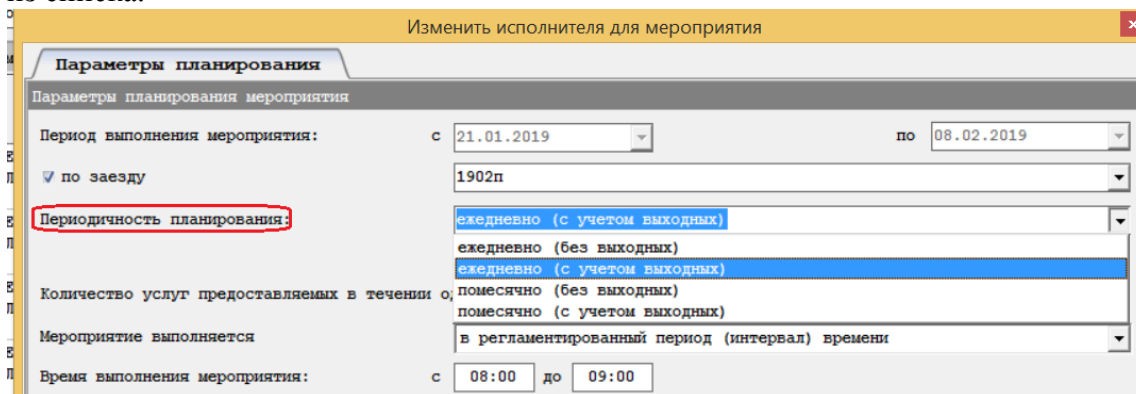 Изменить исполнителя для мероприятия
Параметры планирования
Параметры планирования мероприятия
Период выполнения мероприятия: с 21.01.2019 по 08.02.2019
по заезду 1902п
Периодичность планирования: ежедневно (с учетом выходных)
ежедневно (без выходных)
ежедневно (с учетом выходных)
Количество услуг предоставляемых в течении помесячно (без выходных)
помесячно (с учетом выходных)
Мероприятие выполняется в регламентированный период (интервал) времени
Время выполнения мероприятия: с 08:00 до 09:00